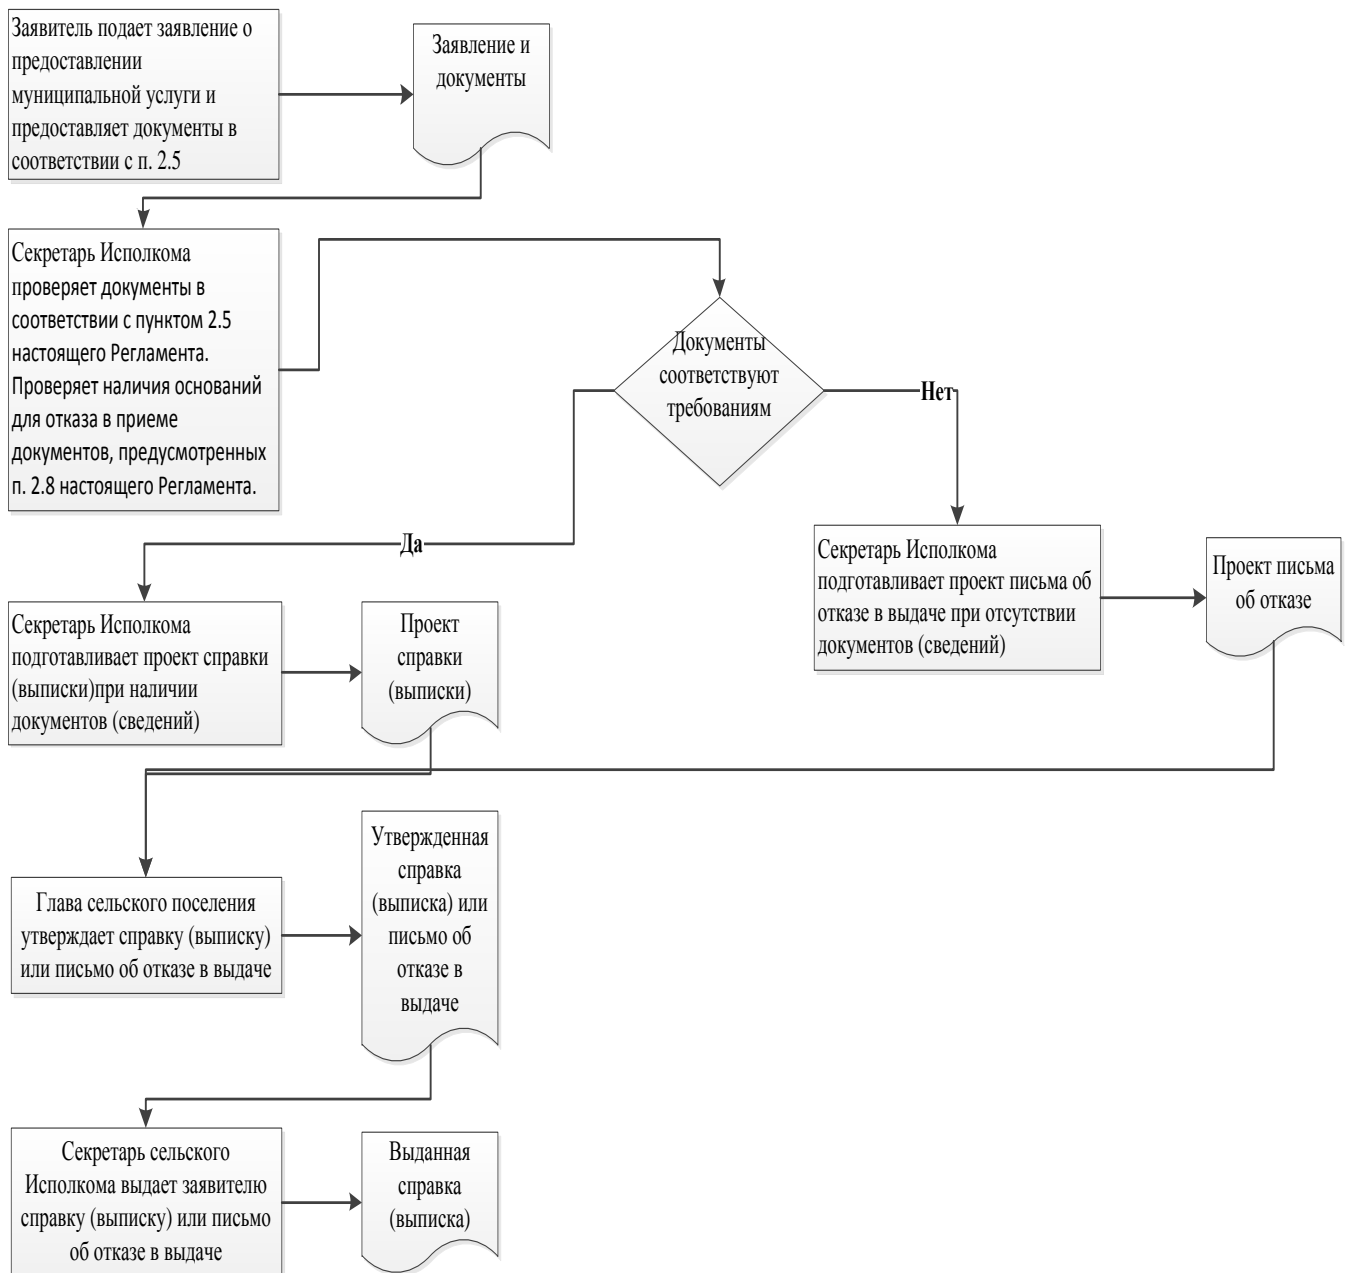 Заявитель подает заявление о
предоставлении
муниципальной услуги и
предоставляет документы в
соответствии с п. 2.5
Заявление и
документы
Секретарь Исполкома
проверяет документы в
соответствии с пунктом 2.5
настоящего Регламента.
Проверяет наличия оснований
для отказа в приеме
документов, предусмотренных
п. 2.8 настоящего Регламента.
Документы
соответствуют
требованиям
Нет
Да
Секретарь Исполкома
подготавливает проект письма об
отказе в выдаче при отсутствии
документов (сведений)
Проект письма
об отказе
Секретарь Исполкома
подготавливает проект справки
(выписки)при наличии
документов (сведений)
Проект
справки
(выписки)
Глава сельского поселения
утверждает справку (выписку)
или письмо об отказе в выдаче
Утвержденная
справка
(выписка) или
письмо об
отказе в
выдаче
Секретарь сельского
Исполкома выдает заявителю
справку (выписку) или письмо
об отказе в выдаче
Выданная
справка
(выписка)